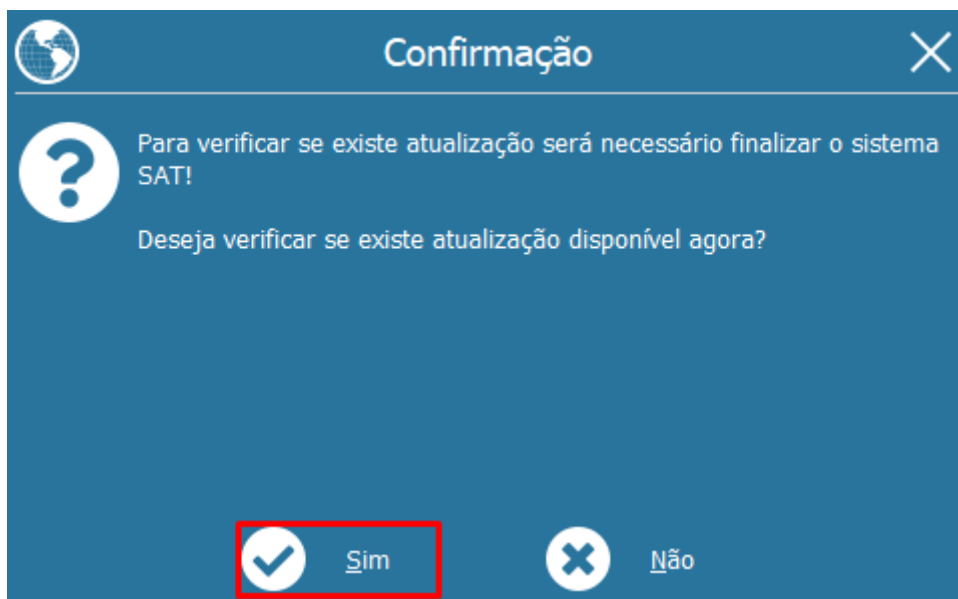 Confirmação
Para verificar se existe atualização será necessário finalizar o sistema
SAT!
Deseja verificar se existe atualização disponível agora?
Sim
Não